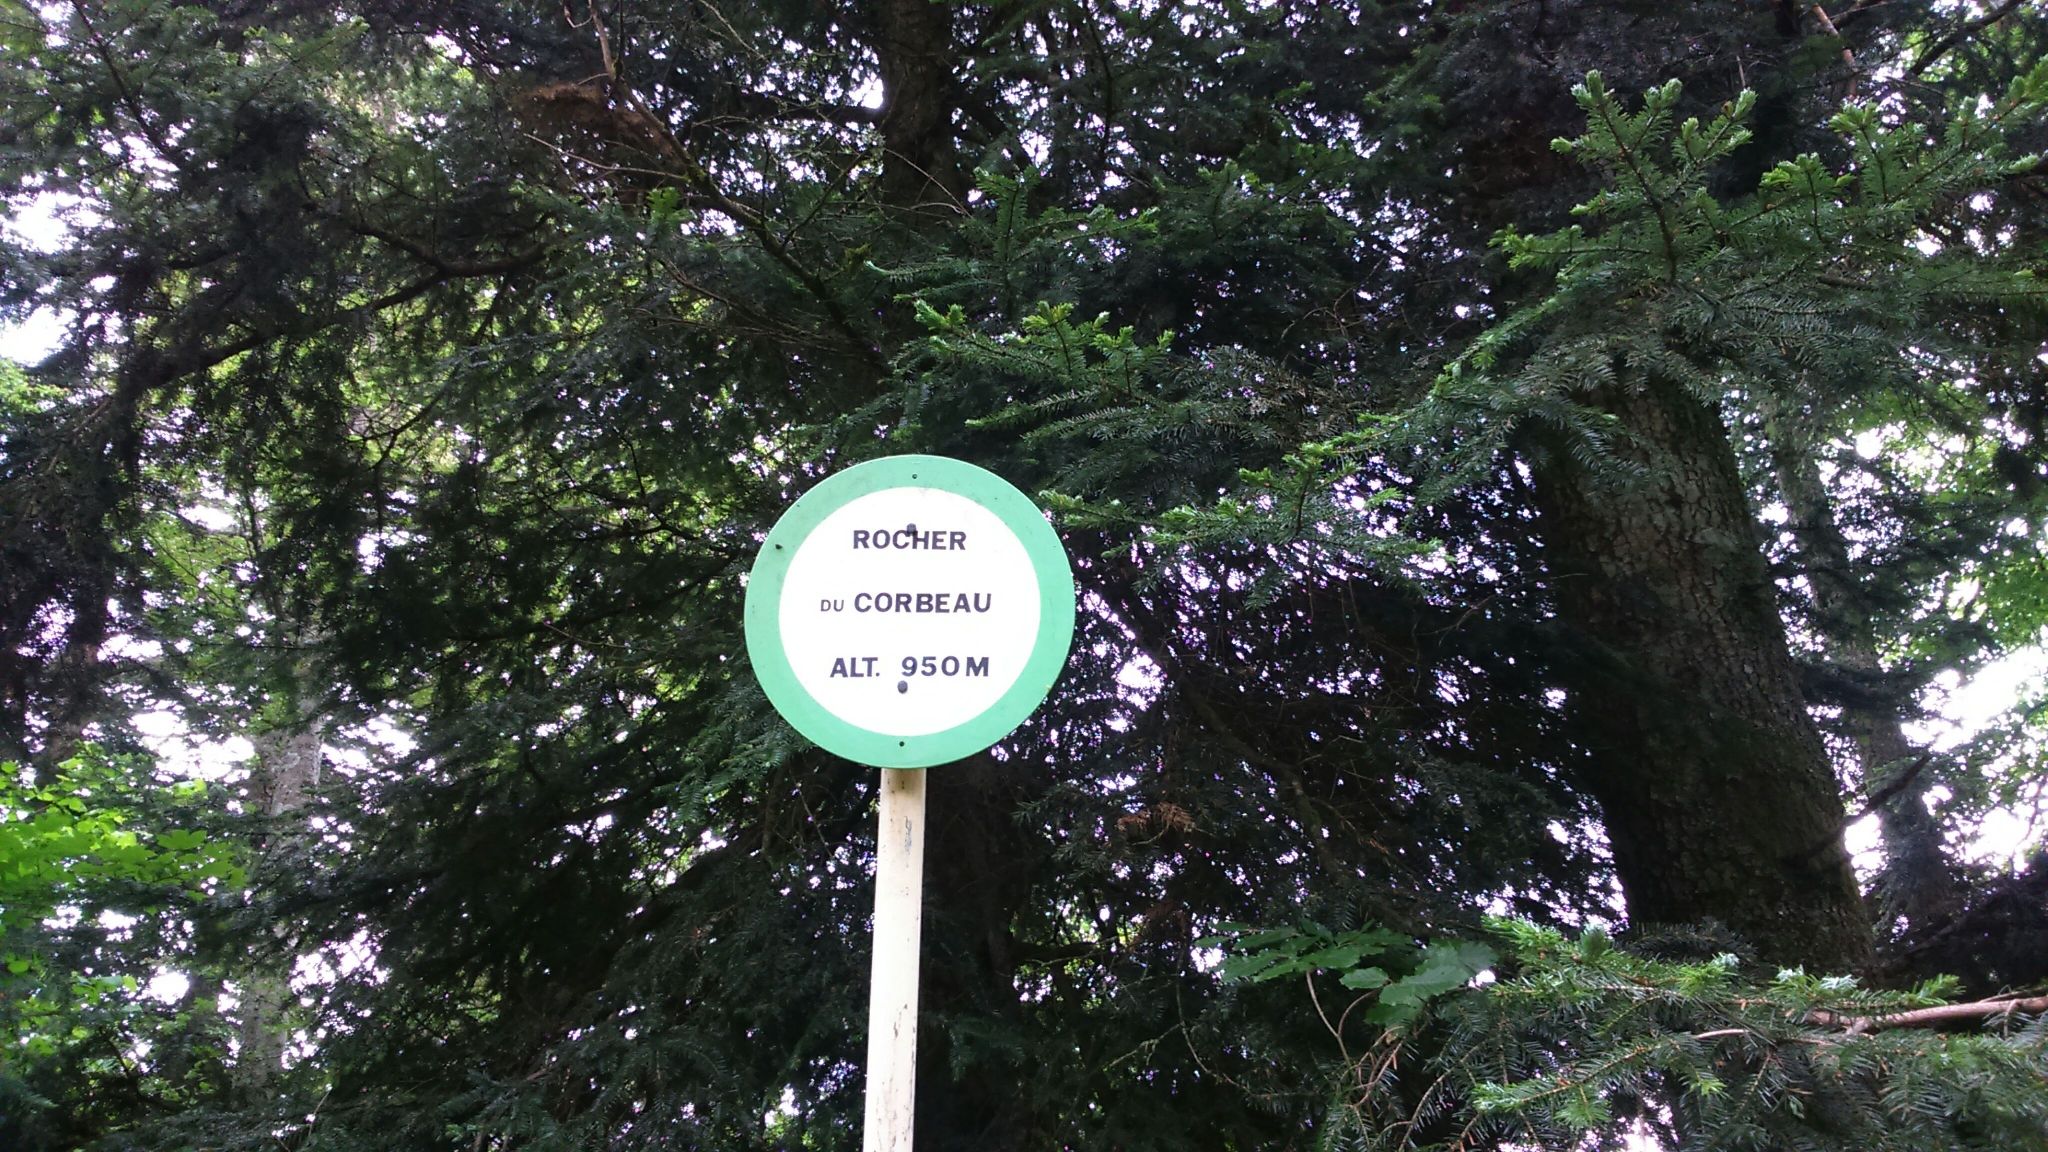 ROCHER
DU CORBEAU
ALT. 950M